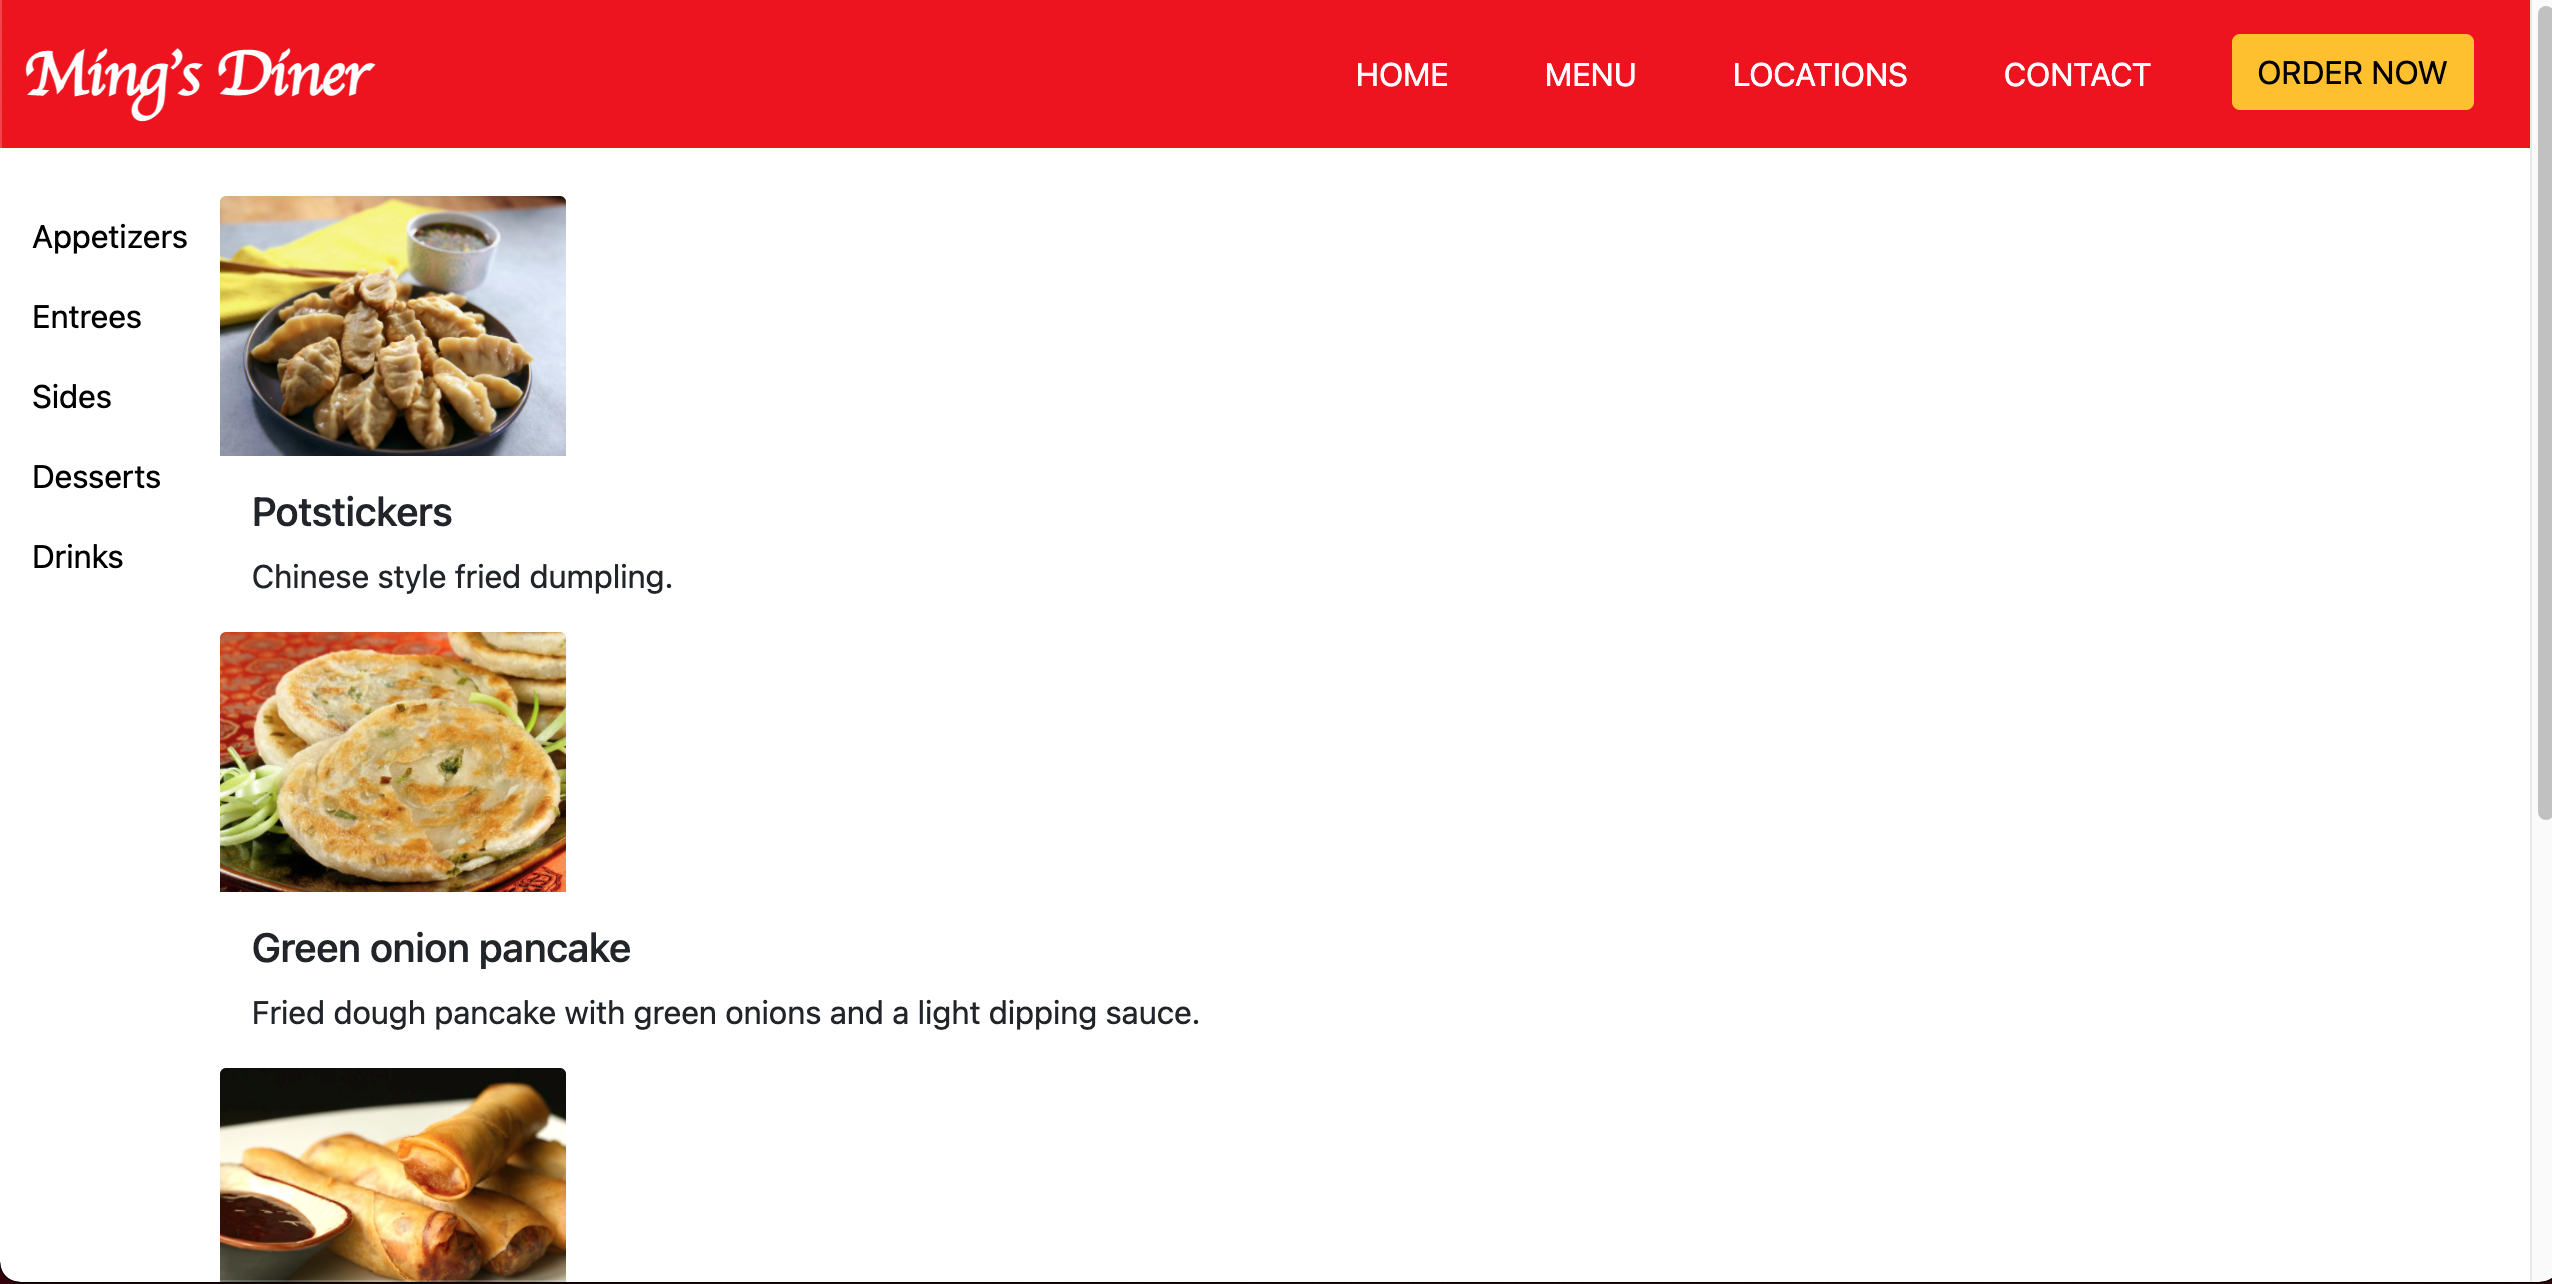 Ming's Diner
HOME MENU LOCATIONS CONTACT ORDER NOW
Appetizers
Entrees
Sides
Desserts
Drinks
Potstickers
Chinese style fried dumpling.
Green onion pancake
Fried dough pancake with green onions and a light dipping sauce.